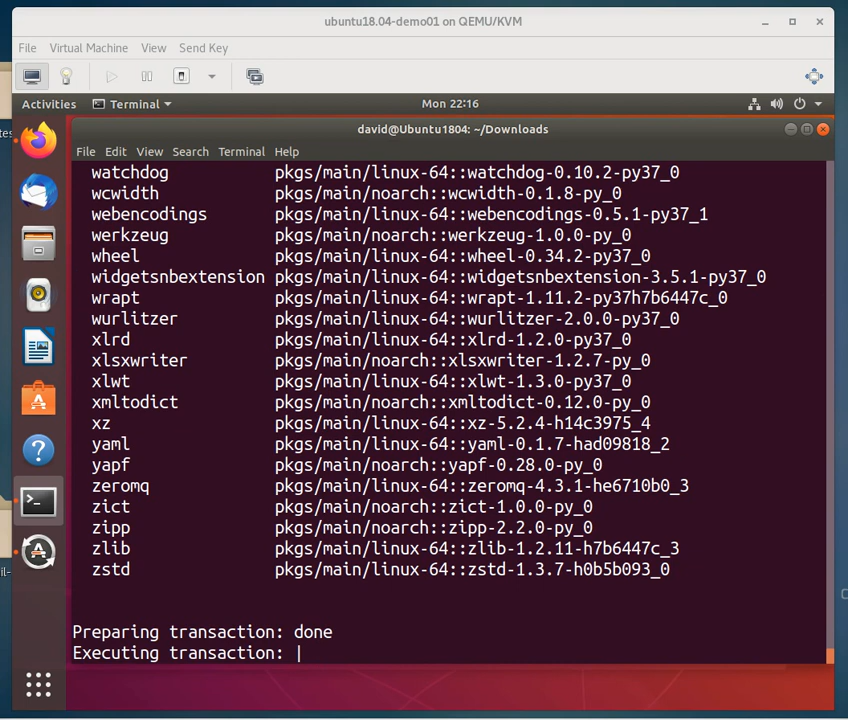 ubuntu18.04-demo01 on QEMU/KVM
File Virtual Machine View Send Key
Activities Terminal Mon 22:16
david@Ubuntu1804: ~/Downloads
File Edit View Search Terminal Help
watchdog pkgs/main/linux-64::watchdog-0.10.2-py37_0
wcwidth pkgs/main/noarch::wcwidth-0.1.8-py_0
webencodings pkgs/main/linux-64::webencodings-0.5.1-py37_1
werkzeug pkgs/main/noarch::werkzeug-1.0.0-py_0
wheel pkgs/main/linux-64::wheel-0.34.2-py37_0
widgetsnbextension pkgs/main/linux-64::widgetsnbextension-3.5.1-py37_0
wrapt pkgs/main/linux-64::wrapt-1.11.2-py37h7b6447c_0
wurlitzer pkgs/main/linux-64::wurlitzer-2.0.0-py37_0
xlrd pkgs/main/linux-64::xlrd-1.2.0-py37_0
xlsxwriter pkgs/main/noarch::xlsxwriter-1.2.7-py_0
xlwt pkgs/main/linux-64::xlwt-1.3.0-py37_0
xmltodict pkgs/main/noarch::xmltodict-0.12.0-py_0
xz pkgs/main/linux-64::xz-5.2.4-h14c3975_4
yaml pkgs/main/linux-64::yaml-0.1.7-had09818_2
yapf pkgs/main/noarch::yapf-0.28.0-py_0
zeromq pkgs/main/linux-64::zeromq-4.3.1-he6710b0_3
zict pkgs/main/noarch::zict-1.0.0-py_0
zipp pkgs/main/noarch::zipp-2.2.0-py_0
zlib pkgs/main/linux-64::zlib-1.2.11-h7b6447c_3
zstd pkgs/main/linux-64::zstd-1.3.7-h0b5b093_0
Preparing transaction: done
Executing transaction: |